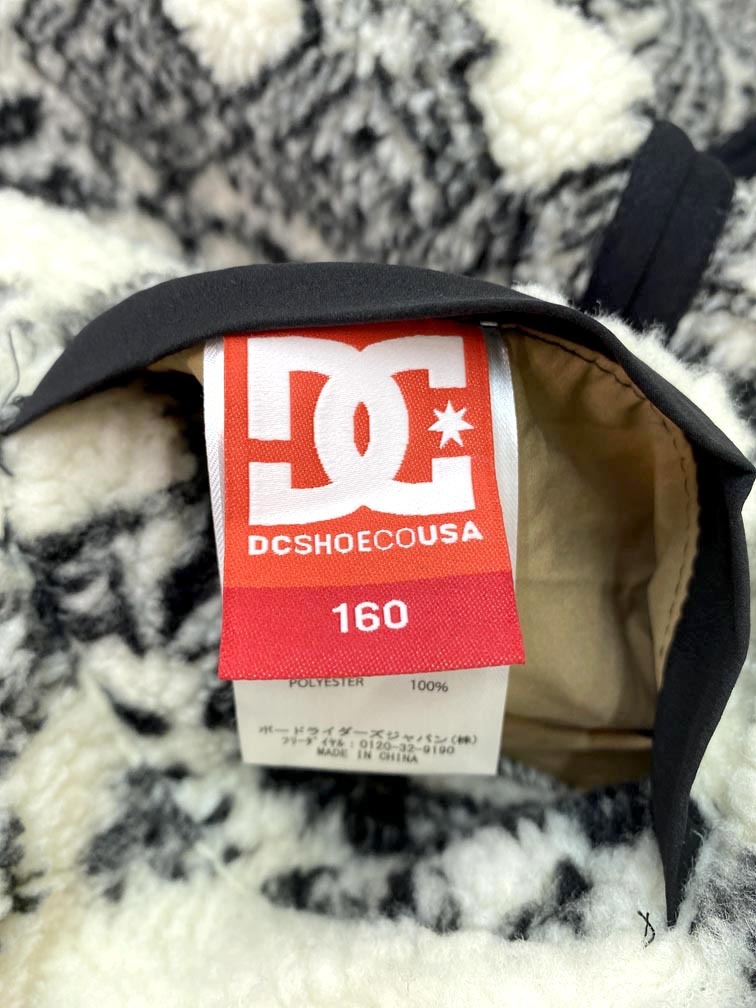 DC
DCSHOECOUSA
160
POLYESTER 100%
ボードライダーズジャパン(株)
フリーダイヤル : 0120-32-9190
MADE IN CHINA